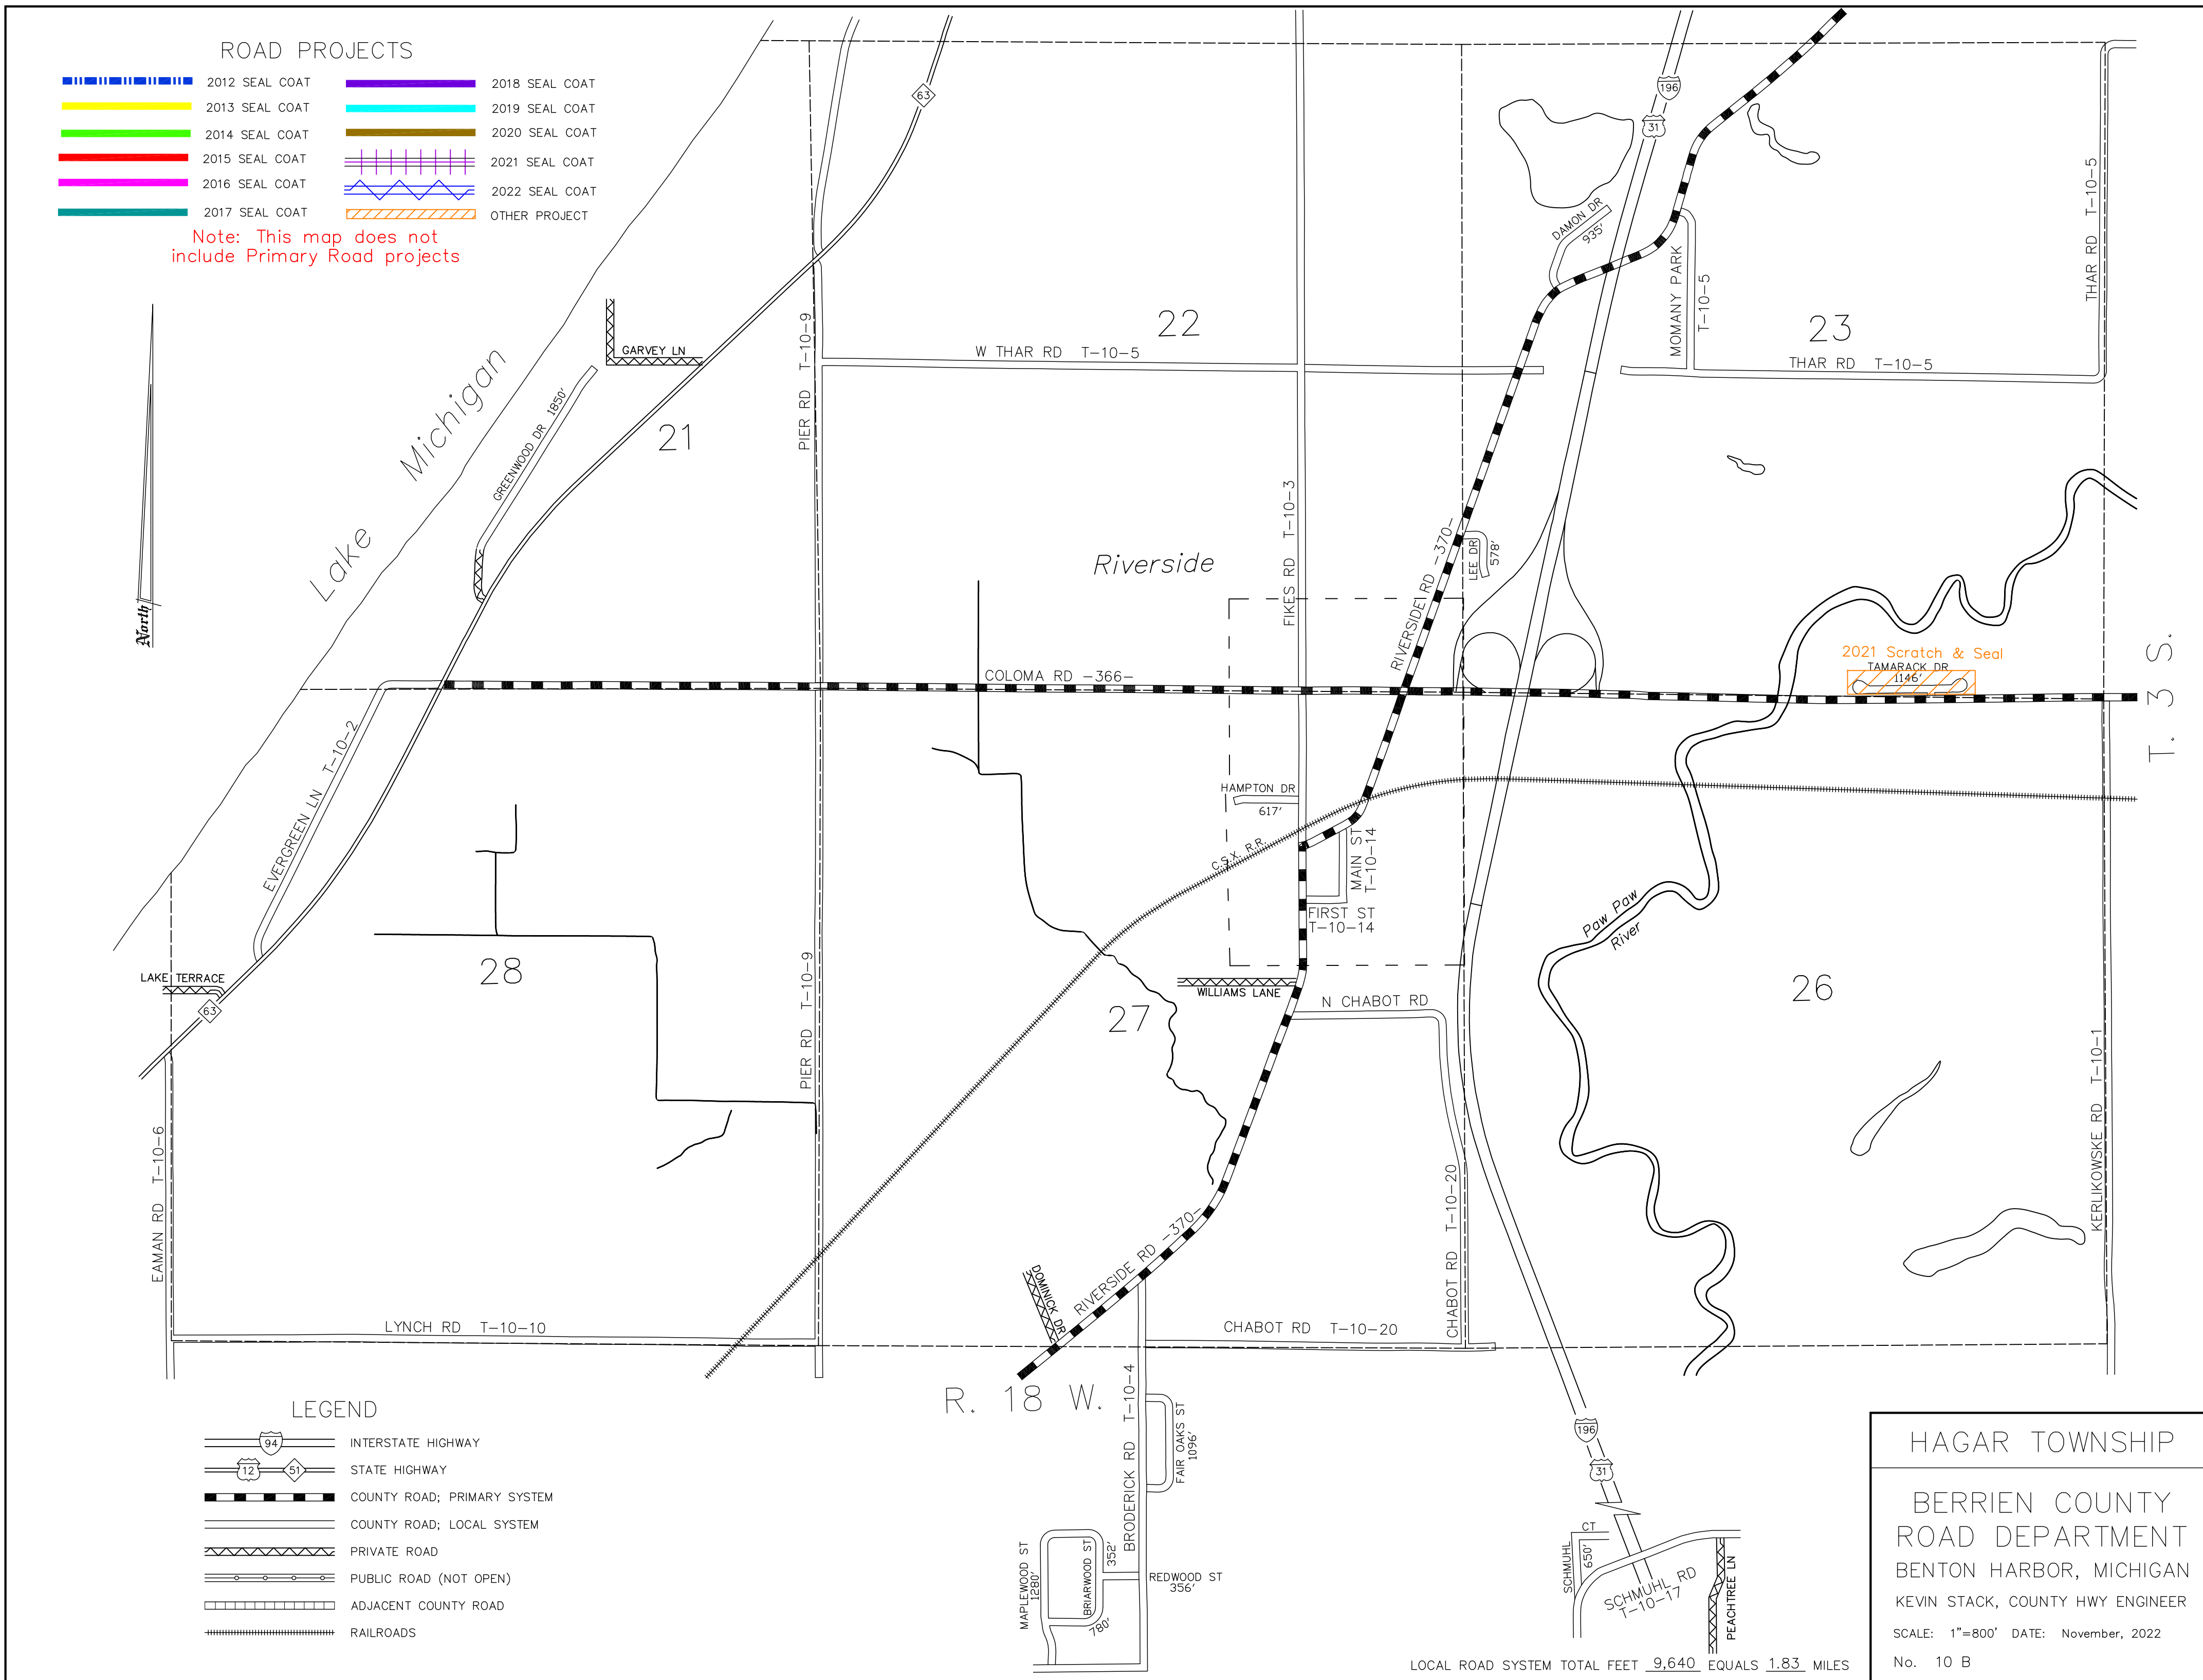 ROAD PROJECTS
2012 SEAL COAT
2013 SEAL COAT
2014 SEAL COAT
2015 SEAL COAT
2016 SEAL COAT
2017 SEAL COAT
2018 SEAL COAT
2019 SEAL COAT
2020 SEAL COAT
2021 SEAL COAT
2022 SEAL COAT
OTHER PROJECT
Note: This map does not
include Primary Road projects
North
Lake Michigan
63
196
31
DAMON DR
935'
MOMANY PARK
T-10-5
THAR RD T-10-5
22
23
GARVEY LN
PIER RD T-10-9
W THAR RD T-10-5
THAR RD T-10-5
GREENWOOD DR 1850'
21
FIKES RD T-10-3
Riverside
RIVERSIDE RD -370-
LEE DR
578'
COLOMA RD -366-
2021 Scratch & Seal
TAMARACK DR
1146'
T. 3 S.
EVERGREEN LN T-10-2
HAMPTON DR
617'
C.S.X. R.R.
MAIN ST
T-10-14
FIRST ST
T-10-14
Paw Paw
River
LAKE TERRACE
63
28
PIER RD T-10-9
WILLIAMS LANE
N CHABOT RD
27
26
EAMAN RD T-10-6
KERLIKOWSKE RD T-10-1
CHABOT RD T-10-20
RIVERSIDE RD -370-
DOMINICK DR
LYNCH RD T-10-10
CHABOT RD T-10-20
R. 18 W.
BRODERICK RD T-10-4
FAIR OAKS ST
1096'
196
31
MAPLEWOOD ST
1280'
BRIARWOOD ST
352'
780'
REDWOOD ST
356'
SCHMUHL
CT
650'
SCHMUHL RD
T-10-17
PEACHTREE LN
LEGEND
94
INTERSTATE HIGHWAY
12
51
STATE HIGHWAY
COUNTY ROAD; PRIMARY SYSTEM
COUNTY ROAD; LOCAL SYSTEM
PRIVATE ROAD
PUBLIC ROAD (NOT OPEN)
ADJACENT COUNTY ROAD
RAILROADS
LOCAL ROAD SYSTEM TOTAL FEET 9,640 EQUALS 1.83 MILES
HAGAR TOWNSHIP
BERRIEN COUNTY
ROAD DEPARTMENT
BENTON HARBOR, MICHIGAN
KEVIN STACK, COUNTY HWY ENGINEER
SCALE: 1"=800' DATE: November, 2022
No. 10 B